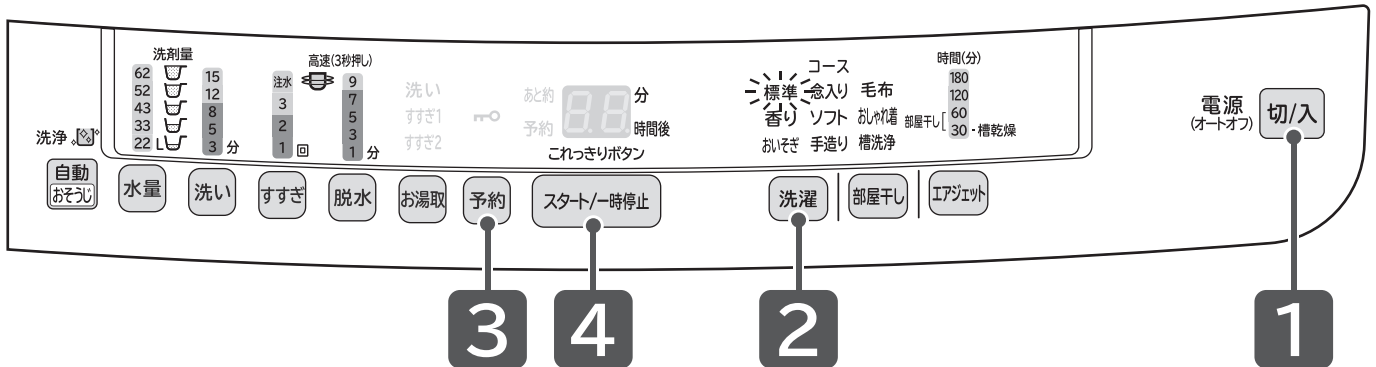 洗剤量
62
52
43
33
22 L
15
12
8
5
3 分
注水
3
2
1 回
高速(3秒押し)
9
7
5
3
1 分
洗い
すすぎ1
すすぎ2
あと約 88 分
予約 時間後
これっきりボタン
コース
標準 念入り 毛布
香り ソフト おしゃれ着
おいそぎ 手造り 槽洗浄
時間(分)
180
120
部屋干し[ 60
30 - 槽乾燥
電源
(オートオフ)
切/入
洗浄
自動
おそうじ
水量
洗い
すすぎ
脱水
お湯取
予約
スタート/一時停止
洗濯
部屋干し
エアジェット
3
4
2
1